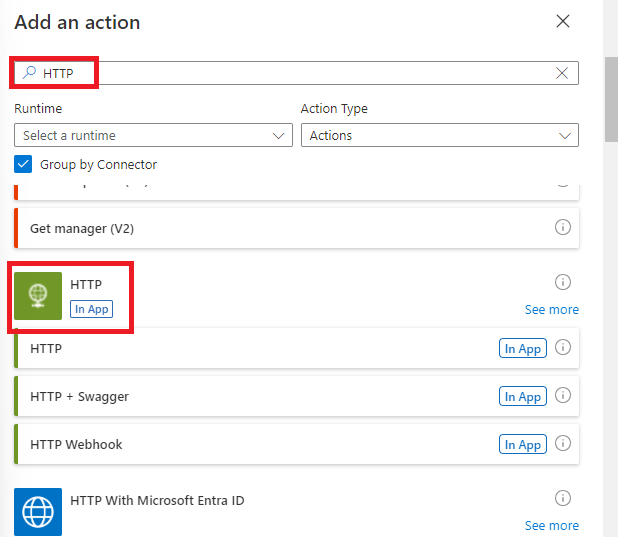 Add an action
HTTP
Runtime
Action Type
Select a runtime
Actions
Group by Connector
Get manager (V2)
HTTP
In App
See more
HTTP
In App
HTTP + Swagger
In App
HTTP Webhook
In App
HTTP With Microsoft Entra ID
See more